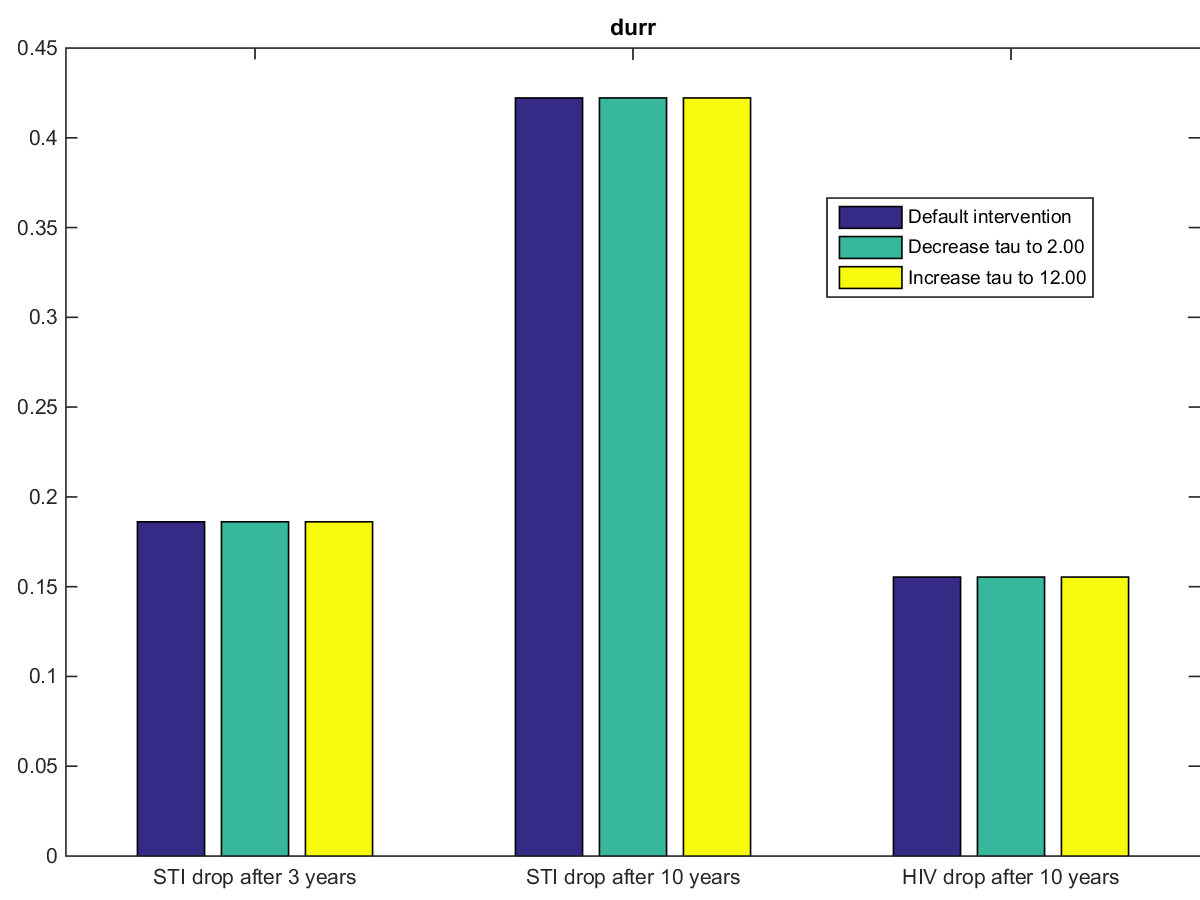 durr
0.45
0.4
0.35
0.3
0.25
0.2
0.15
0.1
0.05
0
Default intervention
Decrease tau to 2.00
Increase tau to 12.00
STI drop after 3 years
STI drop after 10 years
HIV drop after 10 years